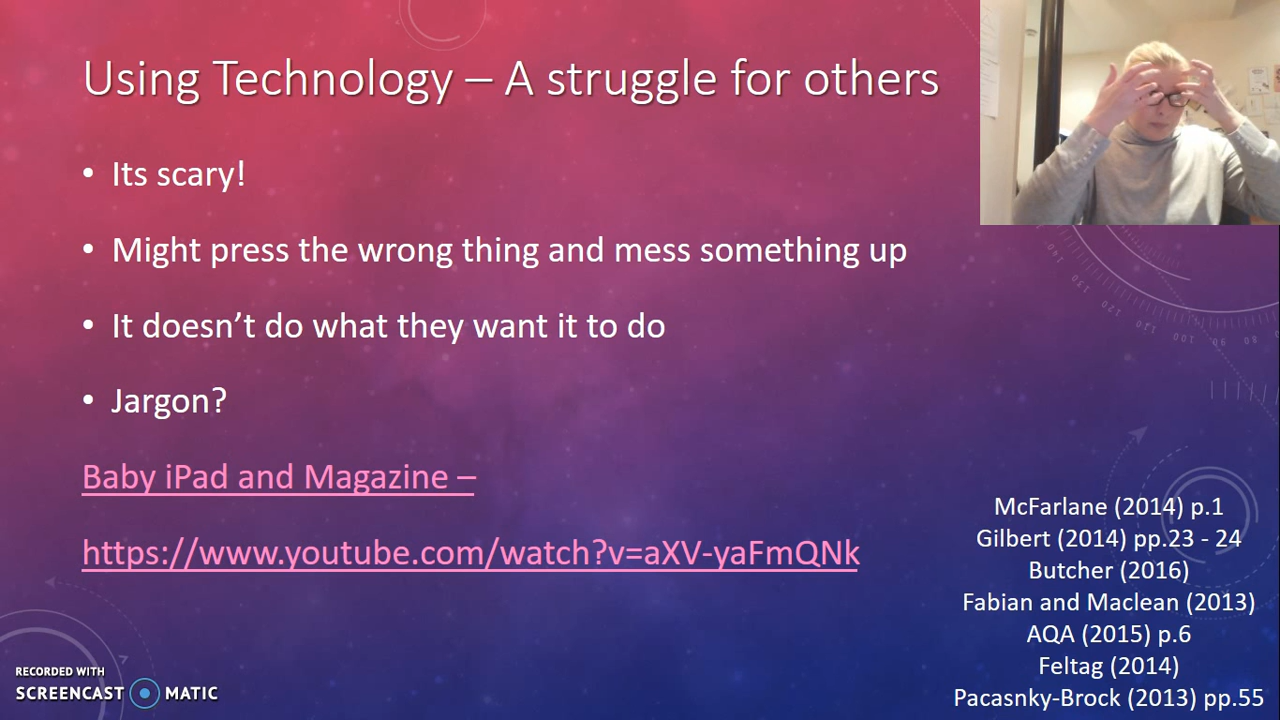 Using Technology – A struggle for others
• Its scary!
• Might press the wrong thing and mess something up
• It doesn’t do what they want it to do
• Jargon?
Baby iPad and Magazine –
https://www.youtube.com/watch?v=aXV-yaFmQNk
McFarlane (2014) p.1
Gilbert (2014) pp.23 - 24
Butcher (2016)
Fabian and Maclean (2013)
AQA (2015) p.6
Feltag (2014)
Pacasnky-Brock (2013) pp.55
RECORDED WITH
SCREENCAST MATIC